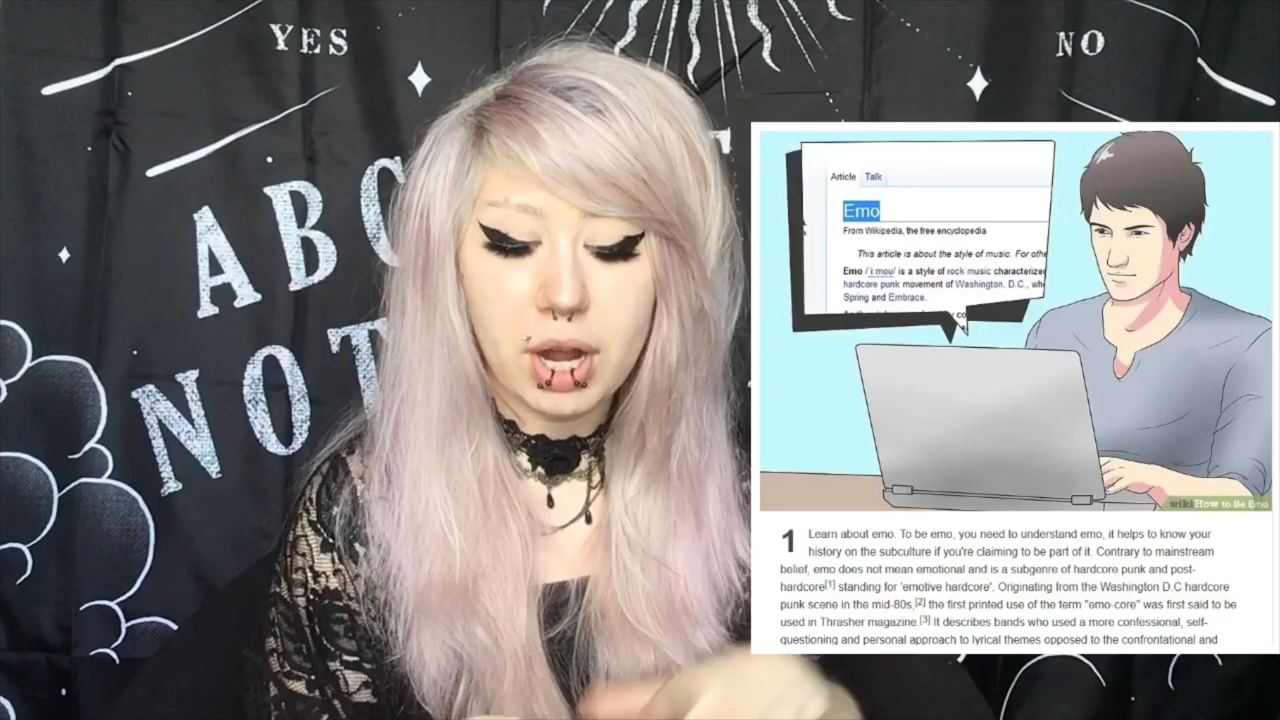 YES
NO
ABC
NOT
Article Talk
Emo
From Wikipedia, the free encyclopedia
This article is about the style of music. For othe
Emo /ˈiːmoʊ/ is a style of rock music characterize
hardcore punk movement of Washington, D.C., wh
Spring and Embrace.
wikiHow to Be Emo
1 Learn about emo. To be emo, you need to understand emo, it helps to know your
history on the subculture if you're claiming to be part of it. Contrary to mainstream
belief, emo does not mean emotional and is a subgenre of hardcore punk and post-
hardcore[1] standing for 'emotive hardcore'. Originating from the Washington D.C hardcore
punk scene in the mid-80s,[2] the first printed use of the term "emo-core" was first said to be
used in Thrasher magazine.[3] It describes bands who used a more confessional, self-
questioning and personal approach to lyrical themes opposed to the confrontational and